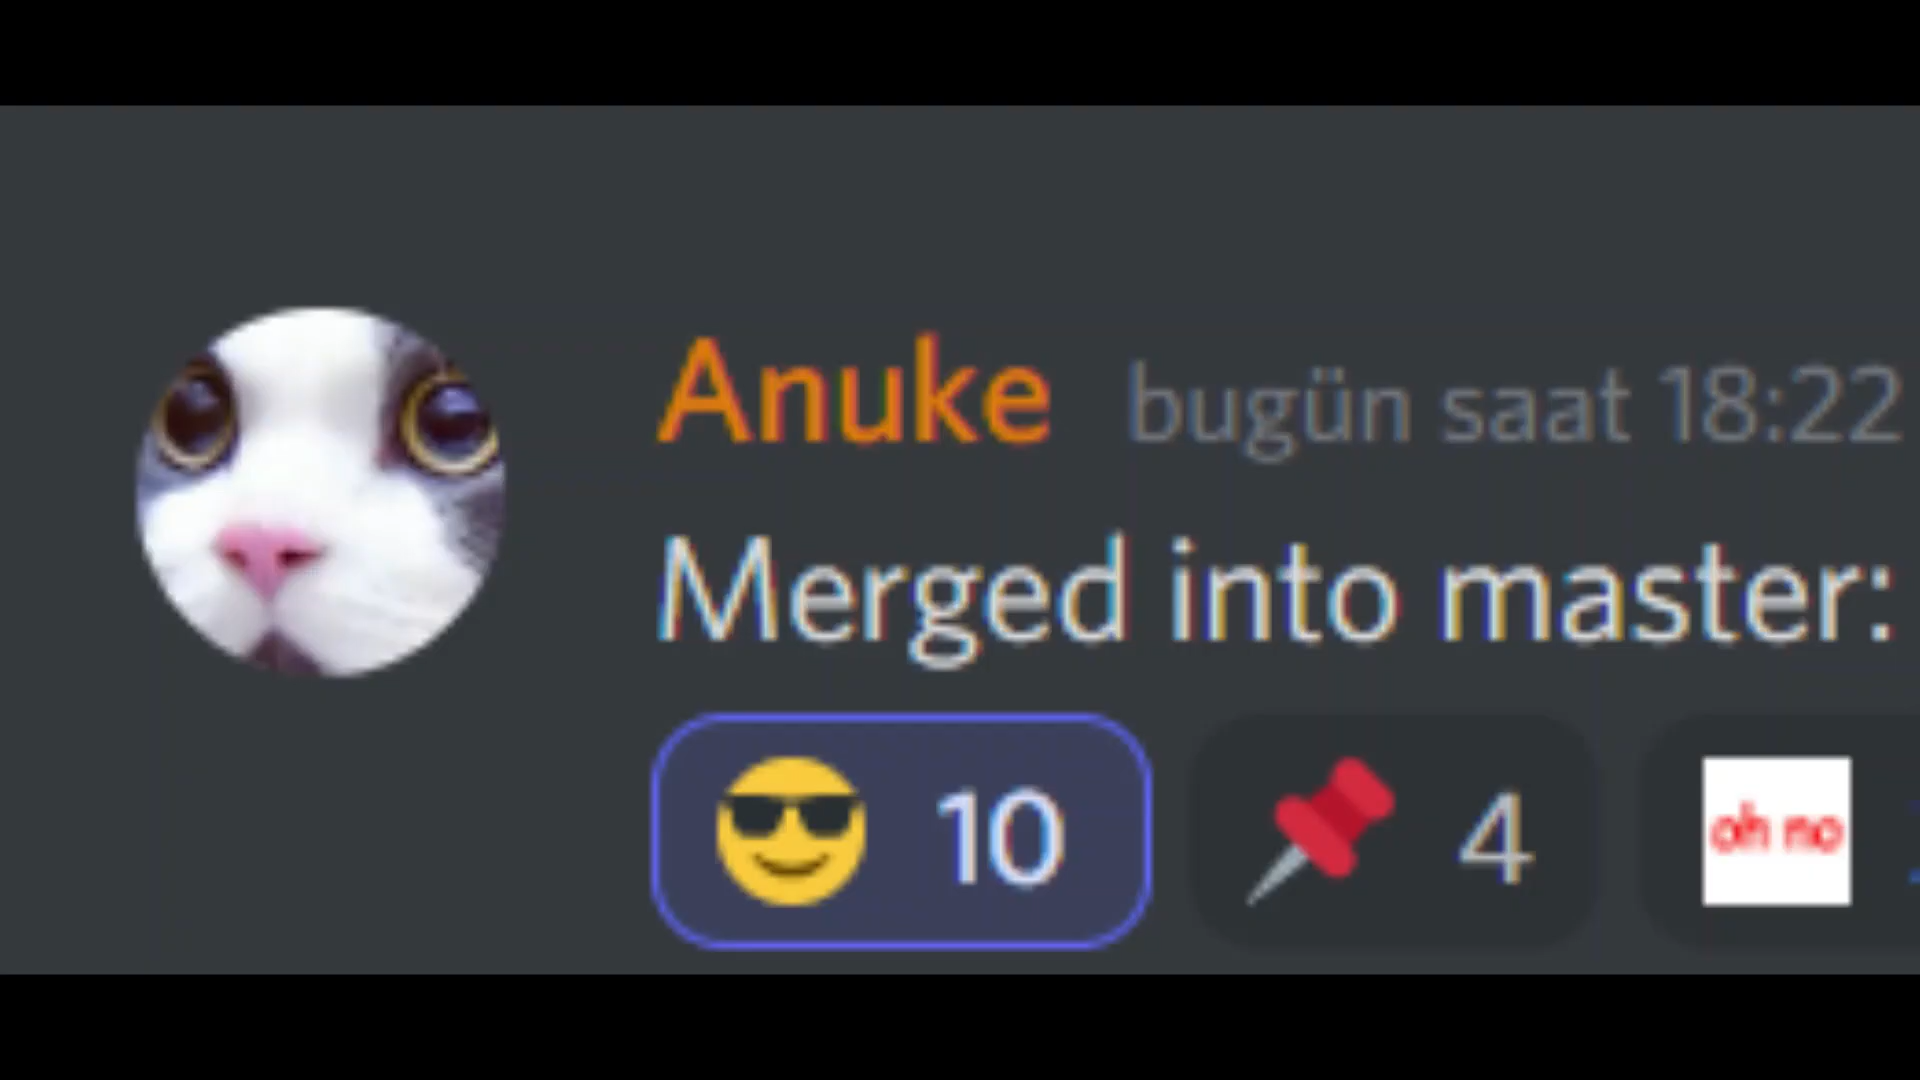 Anuke bugün saat 18:22
Merged into master:
10 4 oh no